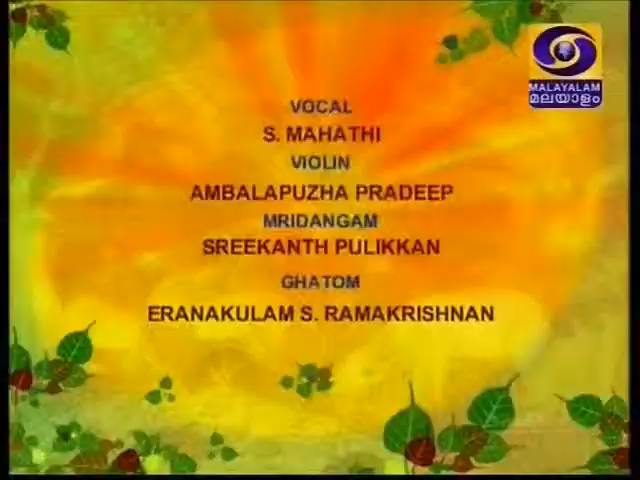 MALAYALAM
മലയാളം
VOCAL
S. MAHATHI
VIOLIN
AMBALAPUZHA PRADEEP
MRIDANGAM
SREEKANTH PULIKKAN
GHATOM
ERANAKULAM S. RAMAKRISHNAN